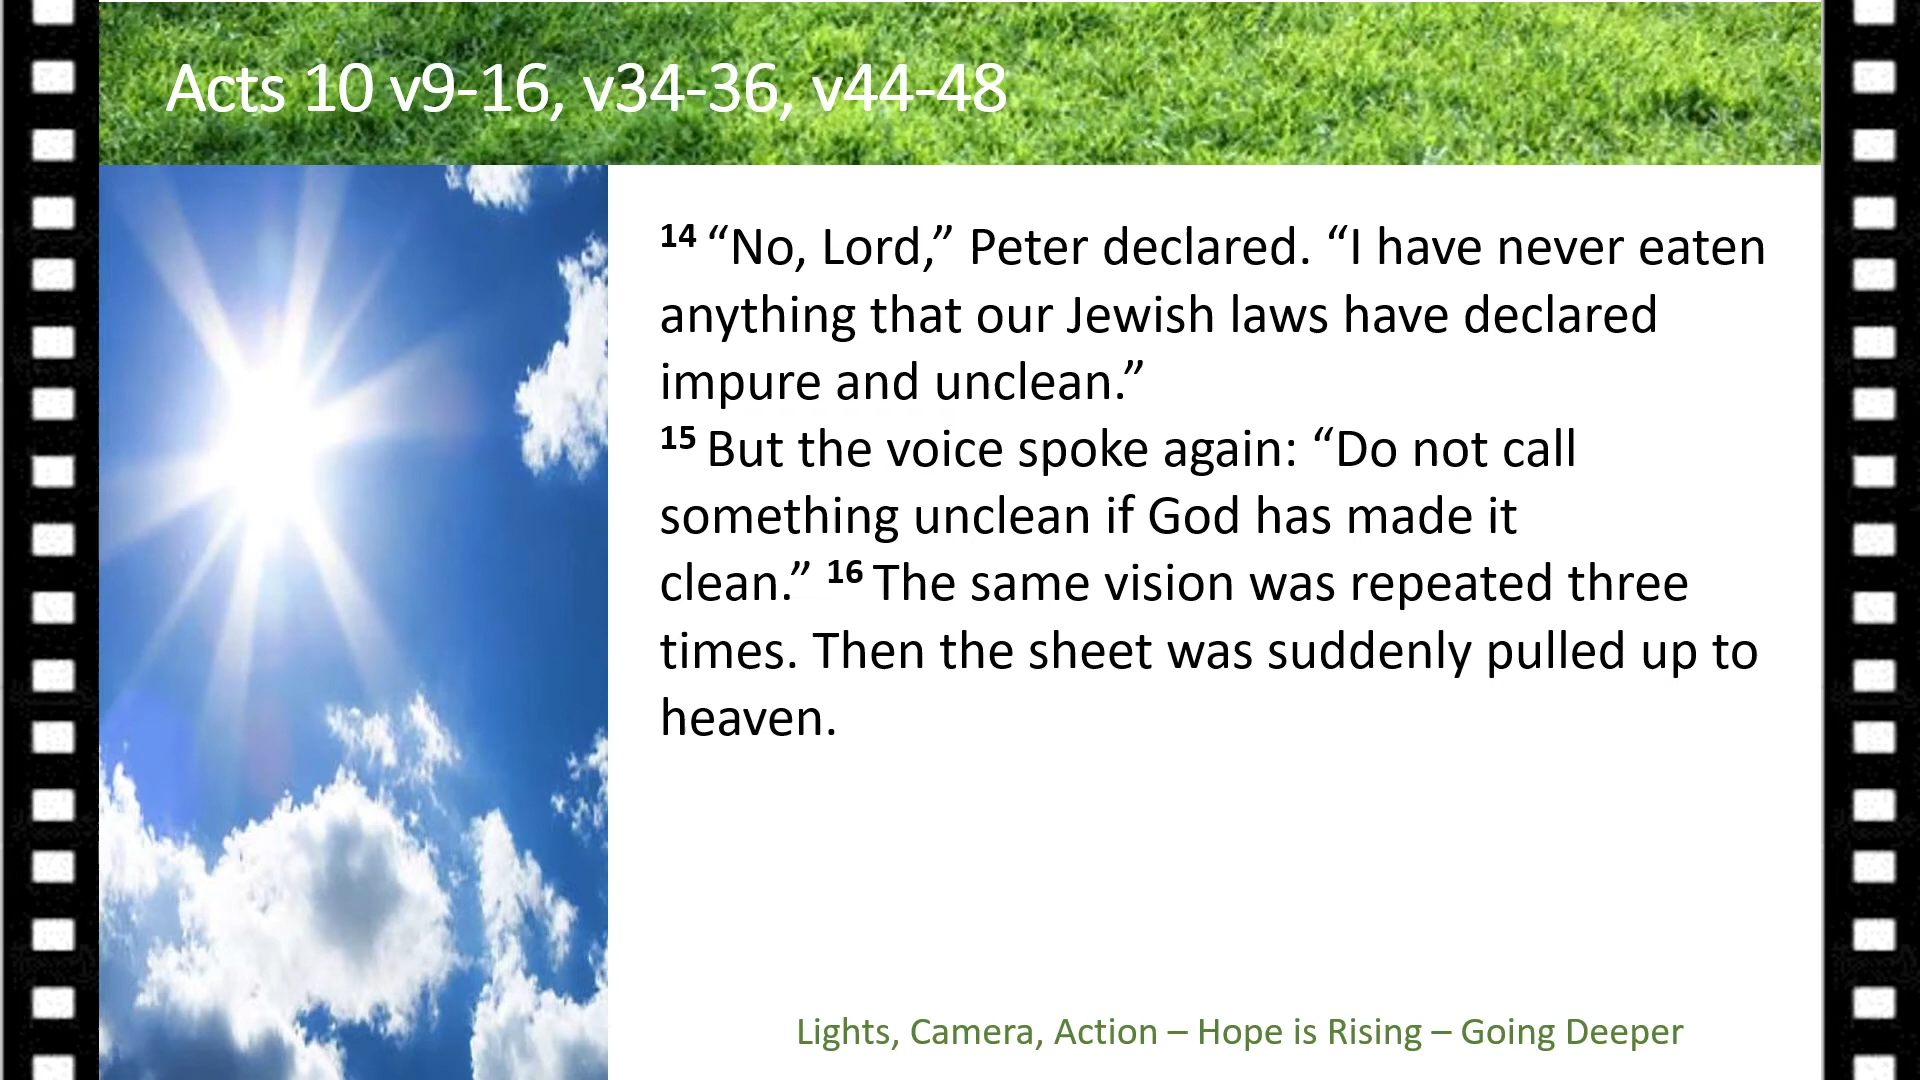 Acts 10 v9-16, v34-36, v44-48
14 “No, Lord,” Peter declared. “I have never eaten
anything that our Jewish laws have declared
impure and unclean.”
15 But the voice spoke again: “Do not call
something unclean if God has made it
clean.” 16 The same vision was repeated three
times. Then the sheet was suddenly pulled up to
heaven.
Lights, Camera, Action – Hope is Rising – Going Deeper